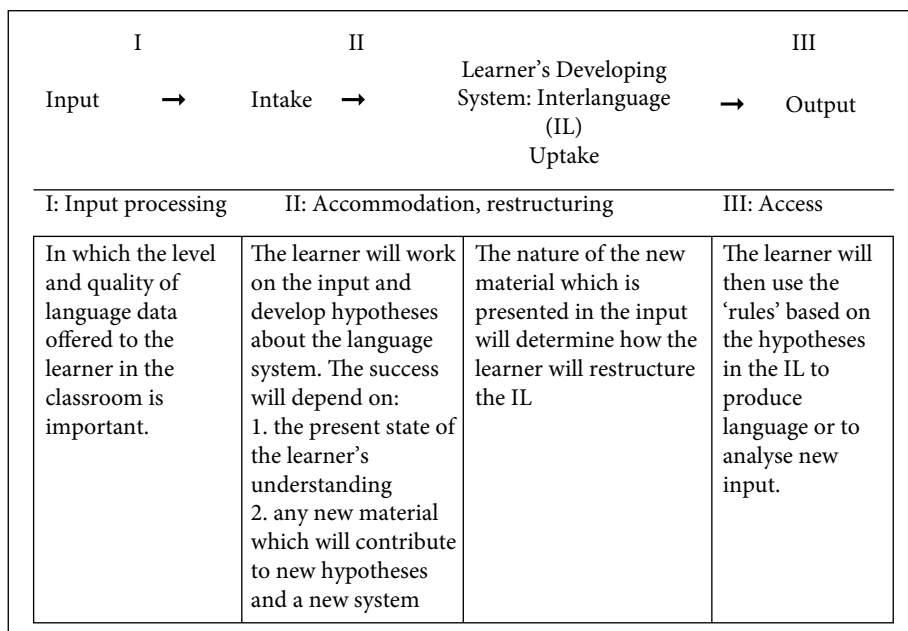 I II III
Input → Intake → Learner's Developing
System: Interlanguage
(IL)
Uptake → Output
I: Input processing II: Accommodation, restructuring III: Access
In which the level
and quality of
language data
offered to the
learner in the
classroom is
important.
The learner will work
on the input and
develop hypotheses
about the language
system. The success
will depend on:
1. the present state of
the learner's
understanding
2. any new material
which will contribute
to new hypotheses
and a new system
The nature of the new
material which is
presented in the input
will determine how the
learner will restructure
the IL
The learner will
then use the
‘rules’ based on
the hypotheses
in the IL to
produce
language or to
analyse new
input.